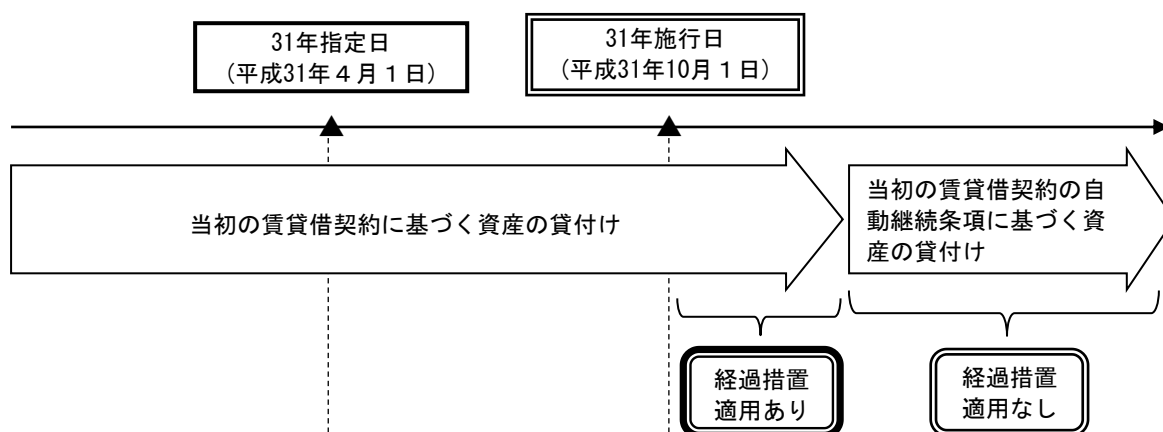 31年指定日
（平成31年４月１日）
31年施行日
（平成31年10月１日）
当初の賃貸借契約に基づく資産の貸付け
当初の賃貸借契約の自
動継続条項に基づく資
産の貸付け
経過措置
適用あり
経過措置
適用なし